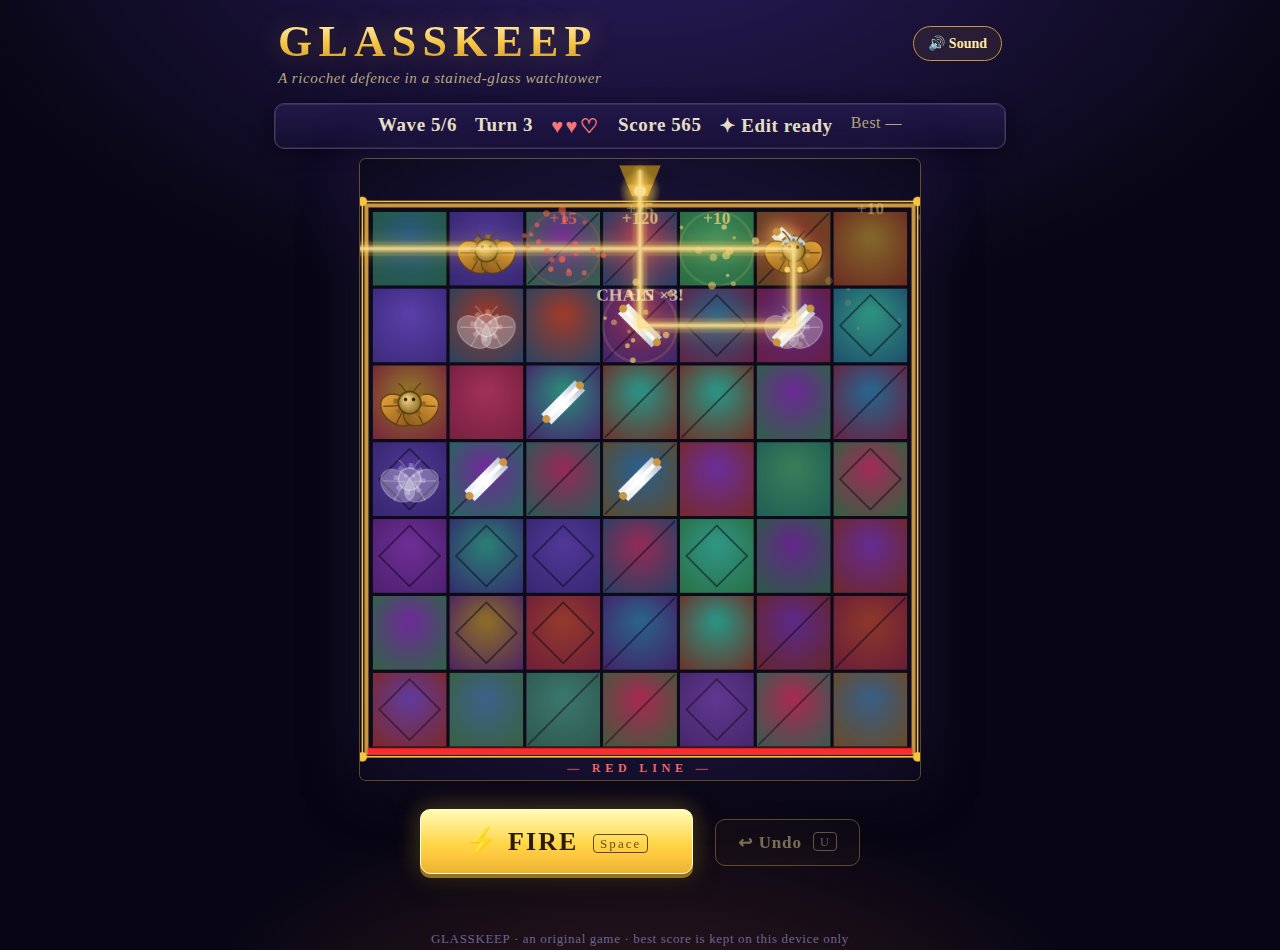 GLASSKEEP
🔊 Sound
A ricochet defence in a stained-glass watchtower
Wave 5/6 Turn 3 ♥♥♡ Score 565 ✦ Edit ready Best —
+15 +120 +10 +10
CHAIN ×3!
— RED LINE —
⚡ FIRE Space ↩ Undo U
GLASSKEEP · an original game · best score is kept on this device only